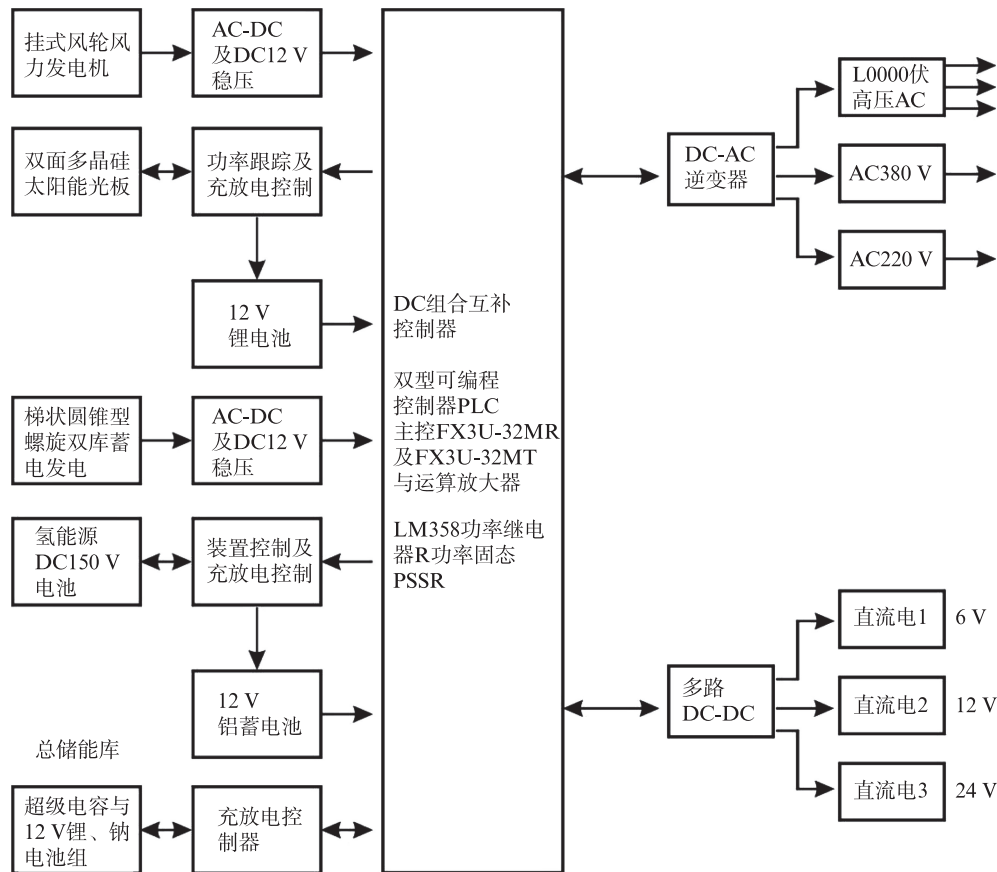 挂式风轮风
力发电机
AC-DC
及DC12 V
稳压
双面多晶硅
太阳能光板
功率跟踪及
充放电控制
12 V
锂电池
梯状圆锥型
螺旋双库蓄
电发电
AC-DC
及DC12 V
稳压
氢能源
DC150 V
电池
装置控制及
充放电控制
12 V
铝蓄电池
总储能库
超级电容与
12 V锂、钠
电池组
充放电控
制器
DC组合互补
控制器
双型可编程
控制器PLC
主控FX3U-32MR
及FX3U-32MT
与运算放大器
LM358功率继电
器R功率固态
PSSR
DC-AC
逆变器
L0000伏
高压AC
AC380 V
AC220 V
多路
DC-DC
直流电1
6 V
直流电2
12 V
直流电3
24 V